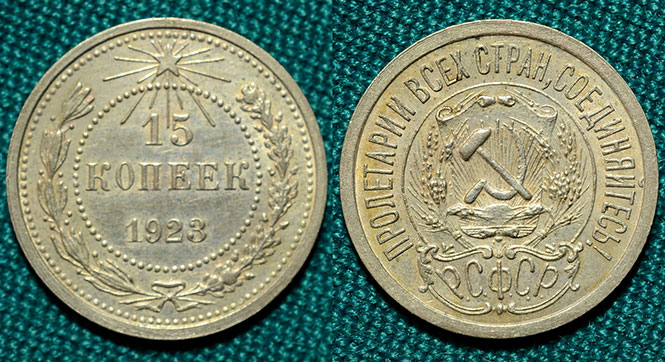 15
КОПЕЕК
1923
ПРОЛЕТАРИИ ВСЕХ СТРАН, СОЕДИНЯЙТЕСЬ!
Р.С.Ф.С.Р.